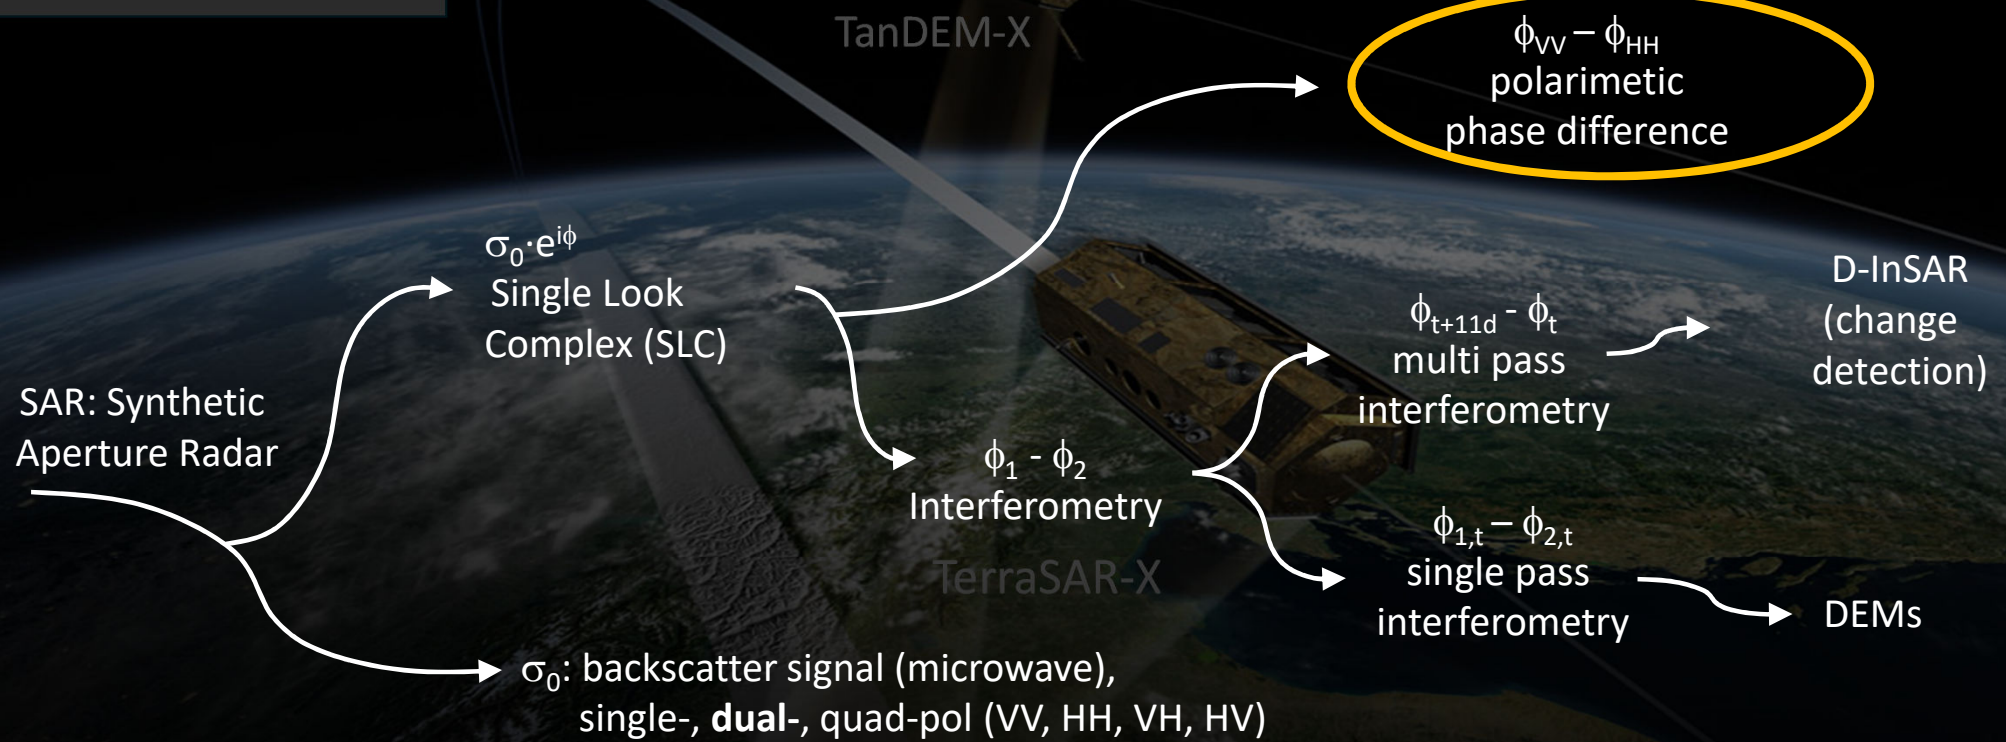 TanDEM-X
ϕVV – ϕHH
polarimetic
phase difference
σ0·eiϕ
Single Look
Complex (SLC)
D-InSAR
(change
detection)
ϕt+11d - ϕt
multi pass
interferometry
SAR: Synthetic
Aperture Radar
ϕ1 - ϕ2
Interferometry
ϕ1,t – ϕ2,t
single pass
interferometry
TerraSAR-X
DEMs
σ0: backscatter signal (microwave),
single-, dual-, quad-pol (VV, HH, VH, HV)